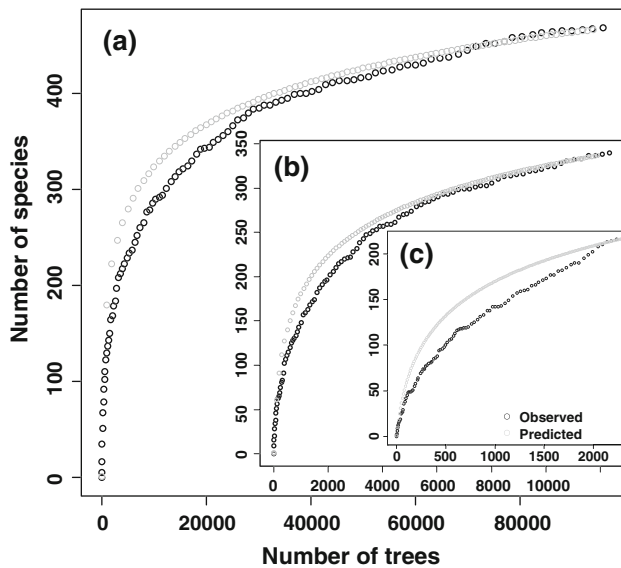 (a)
Number of species
0 100 200 300 400
0 20000 40000 60000 80000
Number of trees
(b)
0 50 100 150 200 250 300 350
0 2000 4000 6000 8000 10000
(c)
0 50 100 150 200
0 500 1000 1500 2000
Observed
Predicted